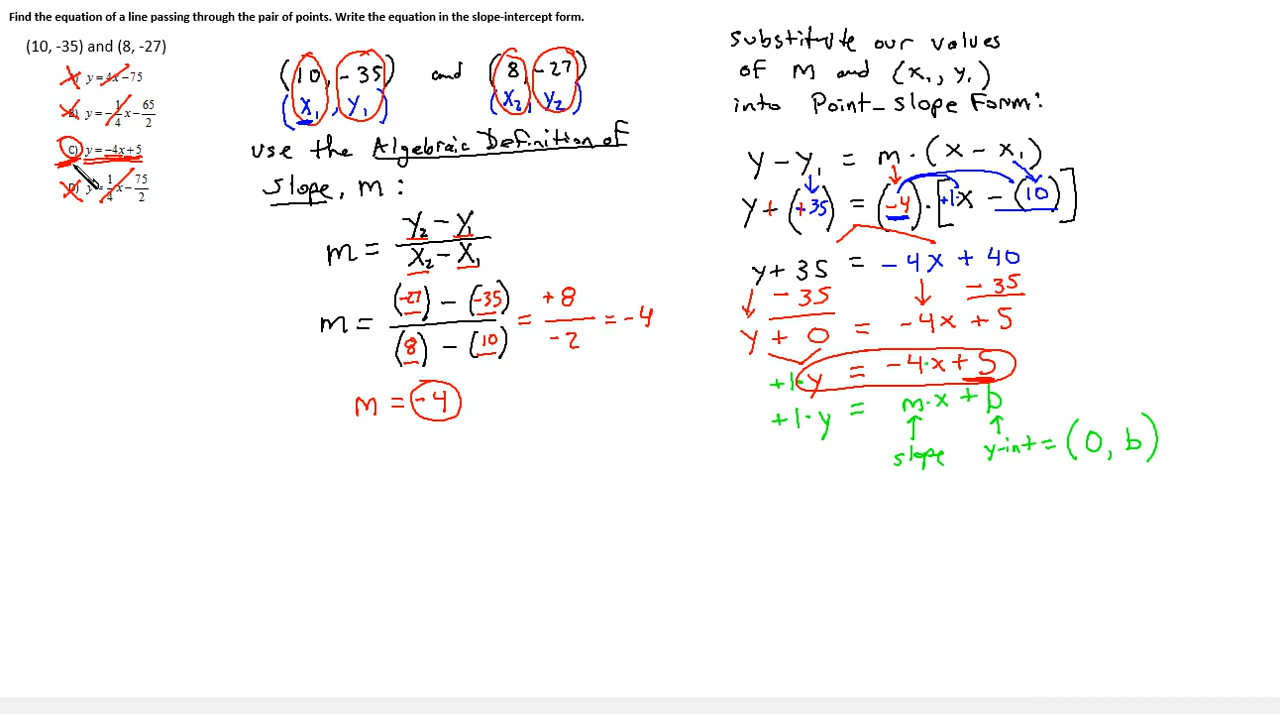 Find the equation of a line passing through the pair of points. Write the equation in the slope-intercept form.
(10, -35) and (8, -27)
y = 4x - 75
B) y = -1/4 x - 65/2
C) y = -4x + 5
D) y = 1/4 x - 75/2
(10, -35) and (8, -27)
(x₁, y₁) (x₂, y₂)
use the Algebraic Definition of
slope, m:
m = (y₂ - y₁)/(x₂ - x₁)
m = ((-27) - (-35))/((8) - (10)) = +8/-2 = -4
m = -4
substitute our values
of m and (x₁, y₁)
into Point-slope Form:
y - y₁ = m · (x - x₁)
y + (+35) = (-4) · [+1·x - (10)]
y + 35 = -4x + 40
- 35 - 35
y + 0 = -4x + 5
+1·y = -4·x + 5
+1·y = m·x + b
slope y-int = (0, b)